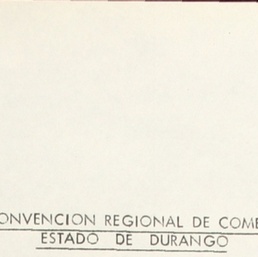 ONVENCION REGIONAL DE COME
ESTADO DE DURANGO